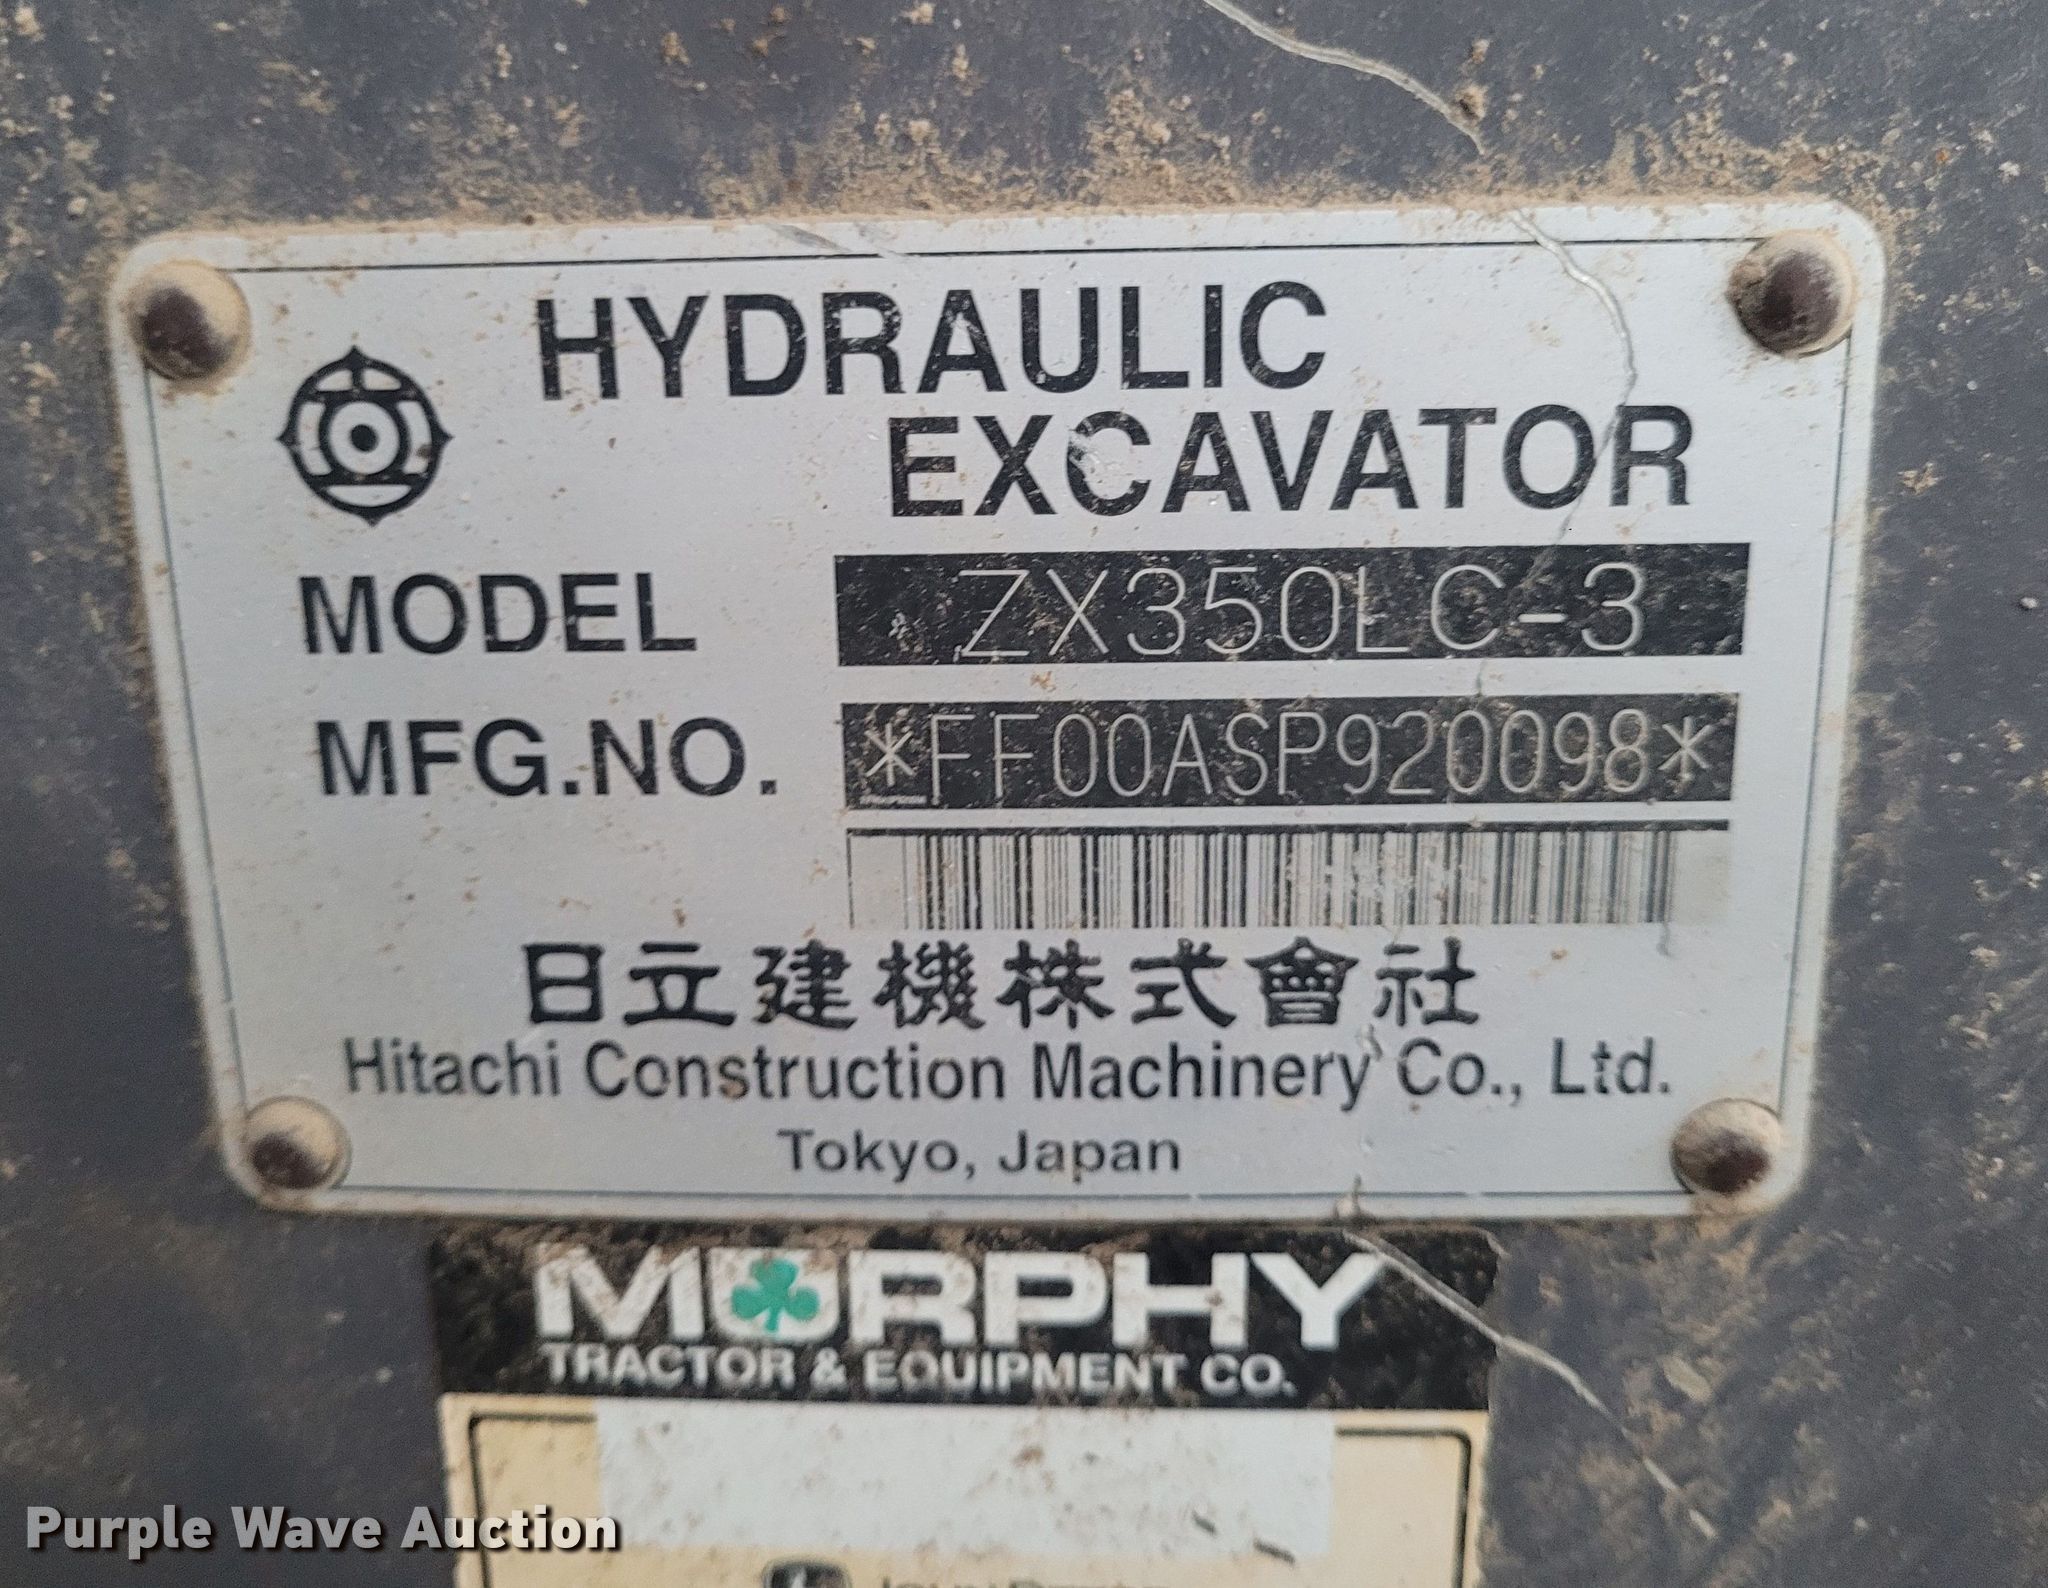 HYDRAULIC
EXCAVATOR
MODEL ZX350LC-3
MFG.NO. *FF00ASP920098*
日立建機株式會社
Hitachi Construction Machinery Co., Ltd.
Tokyo, Japan
MURPHY
TRACTOR & EQUIPMENT CO.
Purple Wave Auction